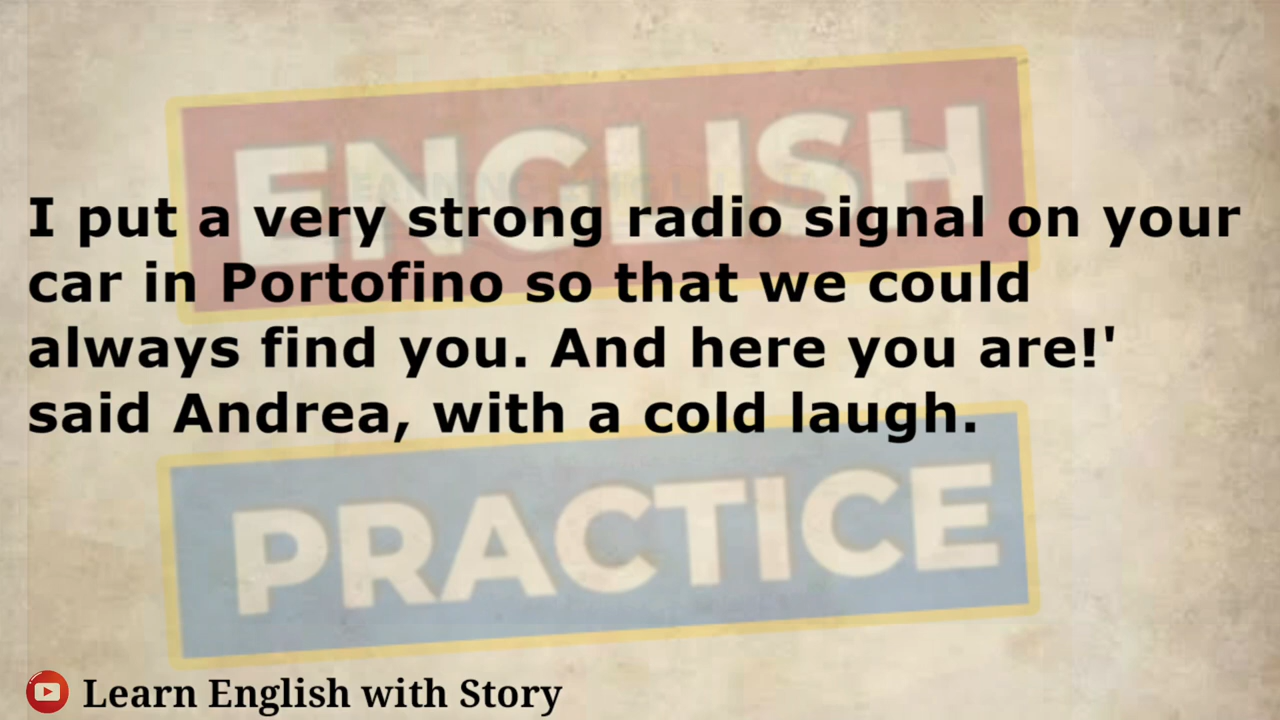 ENGLISH
I put a very strong radio signal on your
car in Portofino so that we could
always find you. And here you are!'
said Andrea, with a cold laugh.
PRACTICE
Learn English with Story